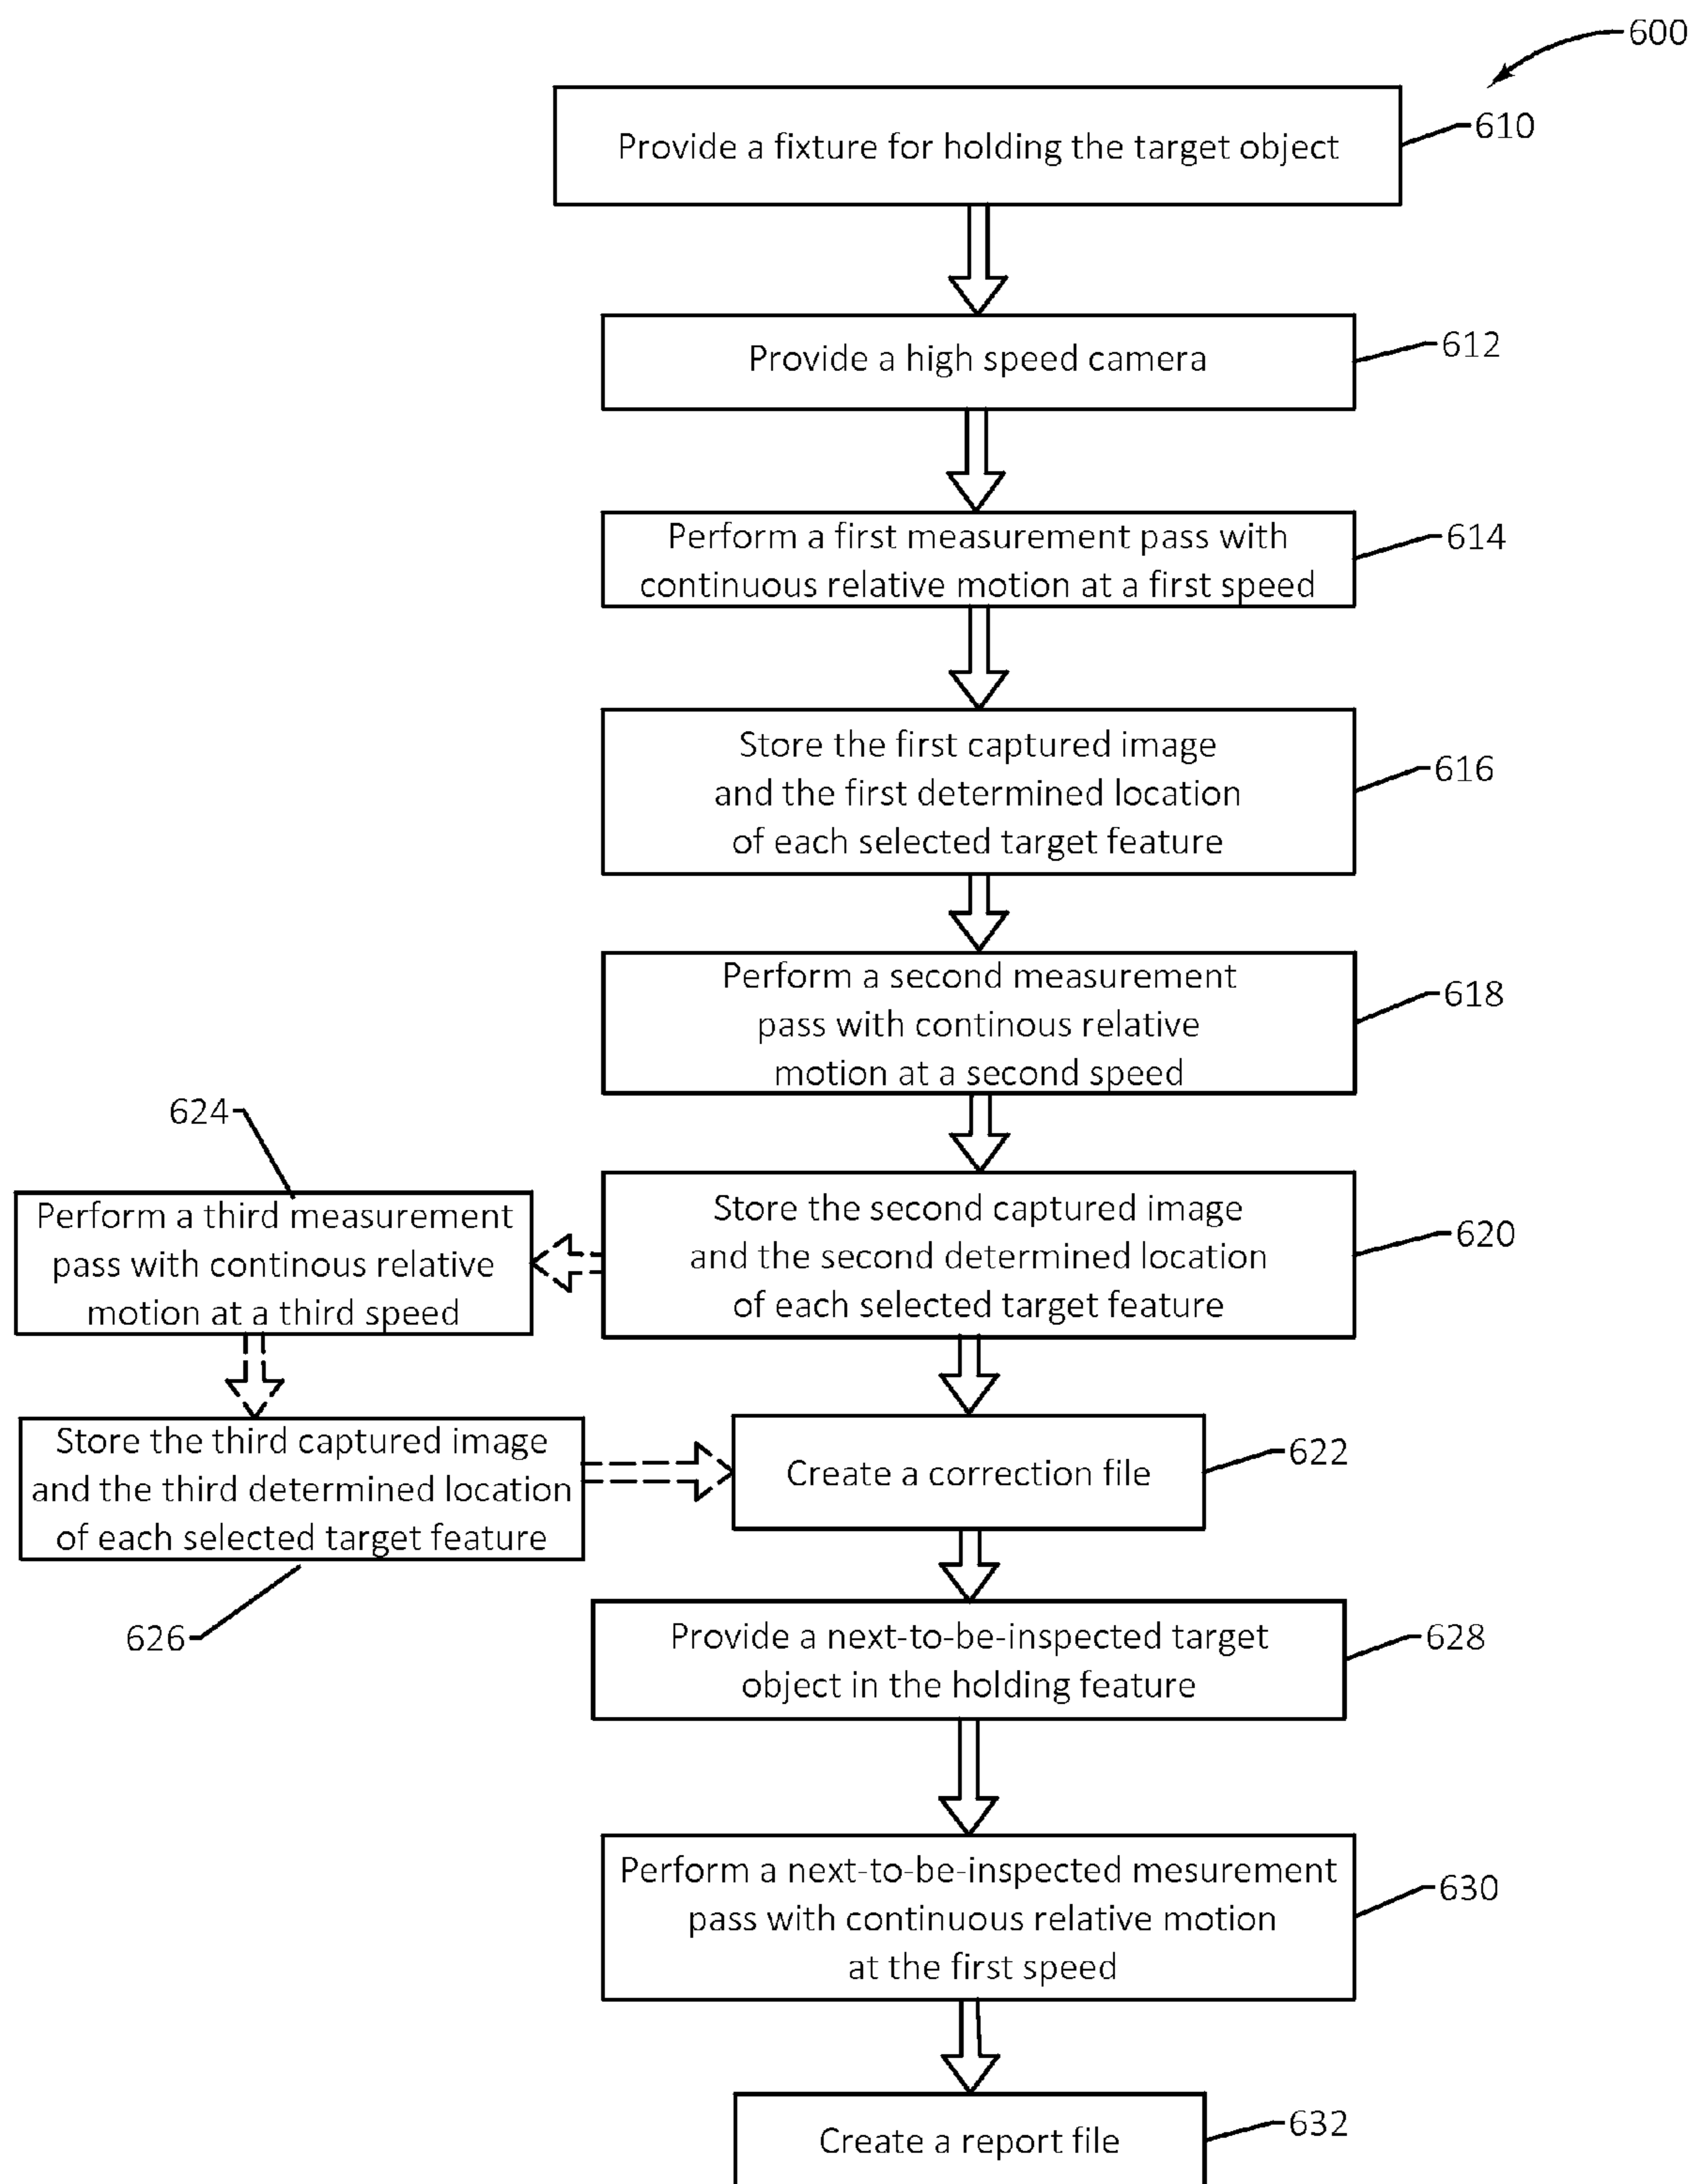 600
Provide a fixture for holding the target object
610
Provide a high speed camera
612
Perform a first measurement pass with
continuous relative motion at a first speed
614
Store the first captured image
and the first determined location
of each selected target feature
616
Perform a second measurement
pass with continous relative
motion at a second speed
618
624
Perform a third measurement
pass with continous relative
motion at a third speed
Store the second captured image
and the second determined location
of each selected target feature
620
Store the third captured image
and the third determined location
of each selected target feature
626
Create a correction file
622
Provide a next-to-be-inspected target
object in the holding feature
628
Perform a next-to-be-inspected mesurement
pass with continuous relative motion
at the first speed
630
Create a report file
632